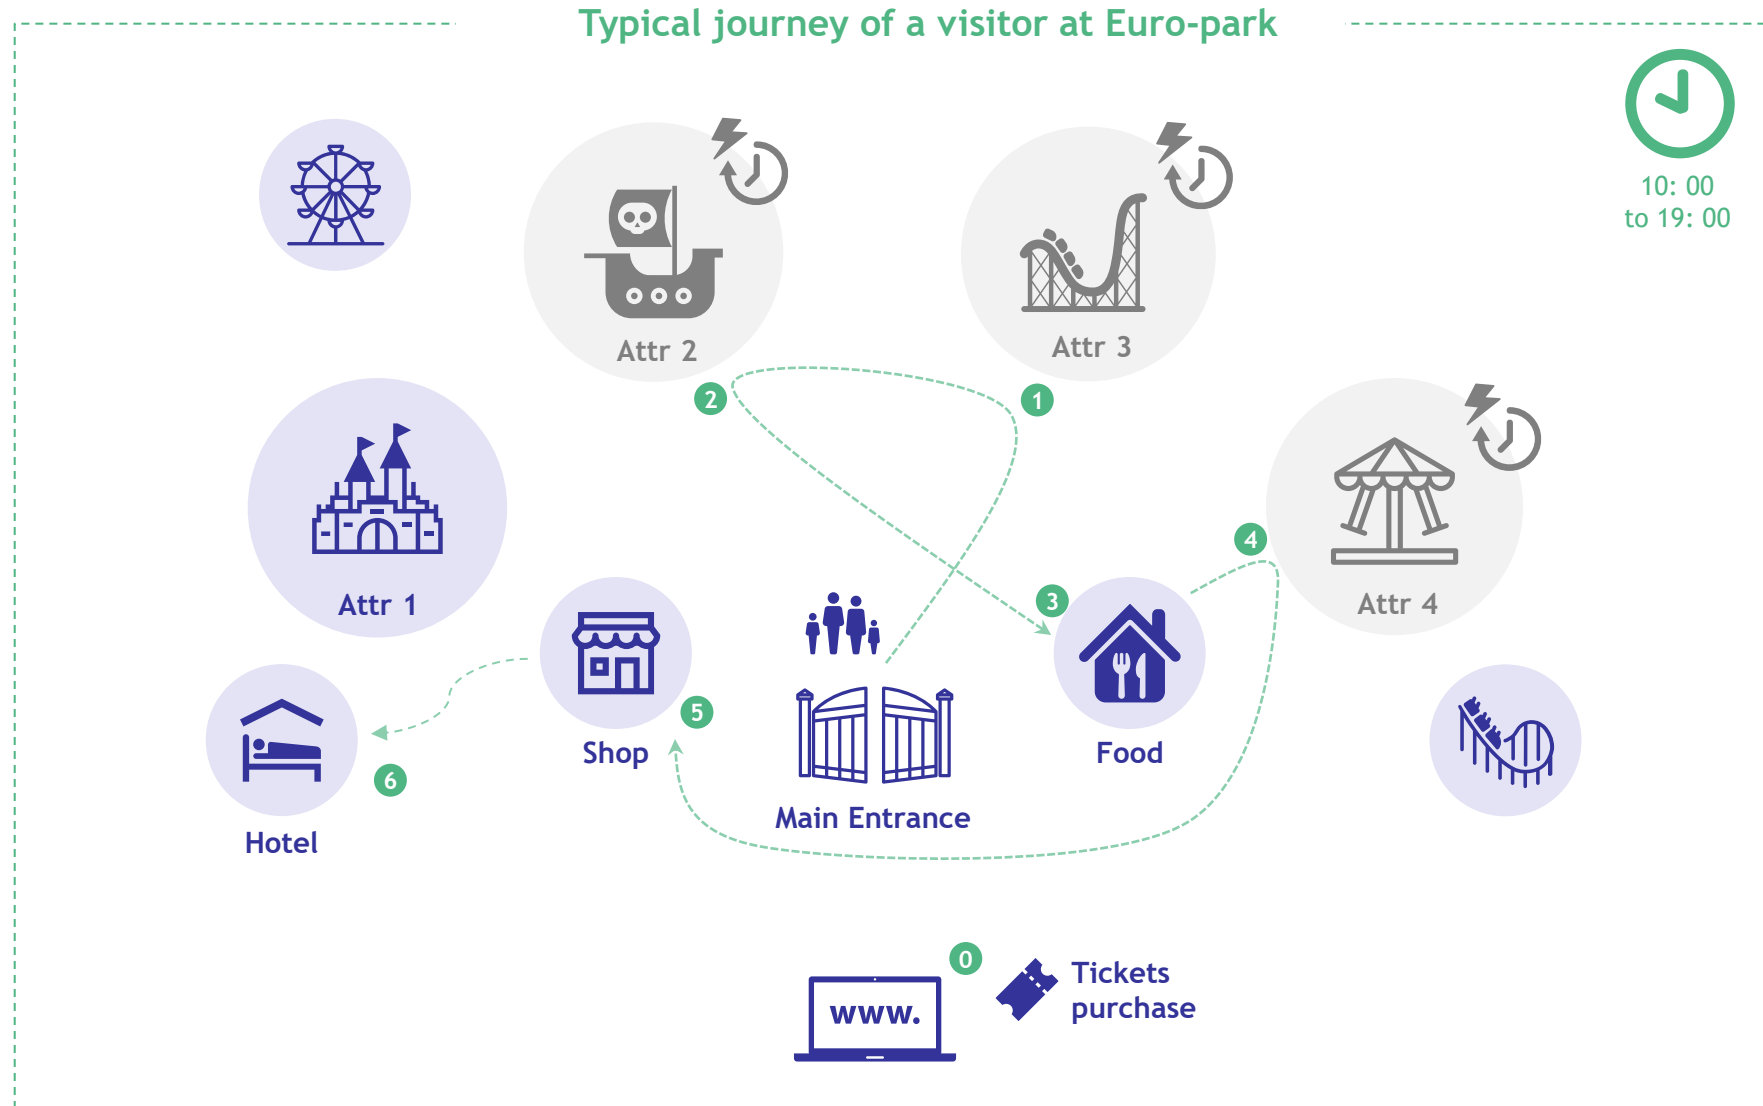 Typical journey of a visitor at Euro-park
10: 00
to 19: 00
Attr 2
Attr 3
2
1
4
Attr 1
Attr 4
3
5
Shop
Food
6
Main Entrance
Hotel
0
Tickets
purchase
www.